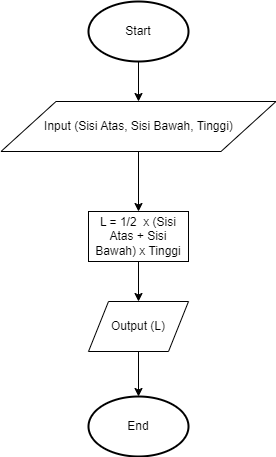 Start
Input (Sisi Atas, Sisi Bawah, Tinggi)
L = 1/2 x (Sisi
Atas + Sisi
Bawah) x Tinggi
Output (L)
End